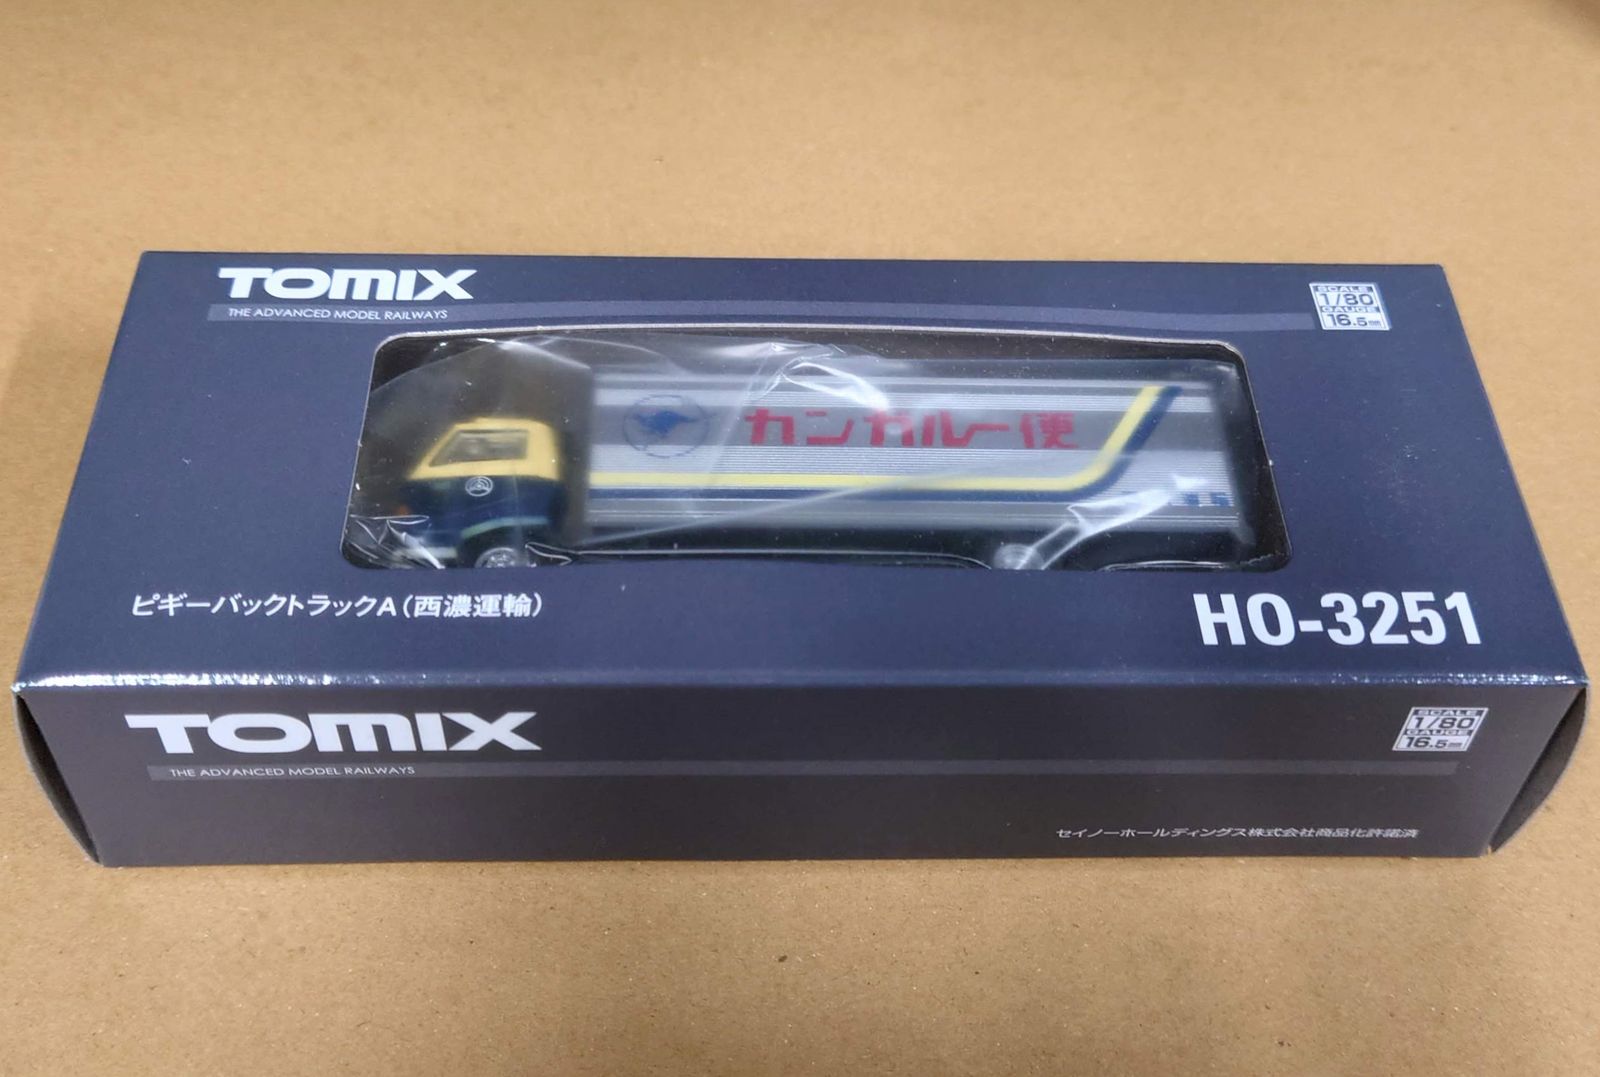 TOMIX
THE ADVANCED MODEL RAILWAYS
SCALE
1/80
GAUGE
16.5mm
カンガルー便
ピギーバックトラックA(西濃運輸)
HO-3251
TOMIX
THE ADVANCED MODEL RAILWAYS
SCALE
1/80
GAUGE
16.5mm
セイノーホールディングス株式会社商品化許諾済